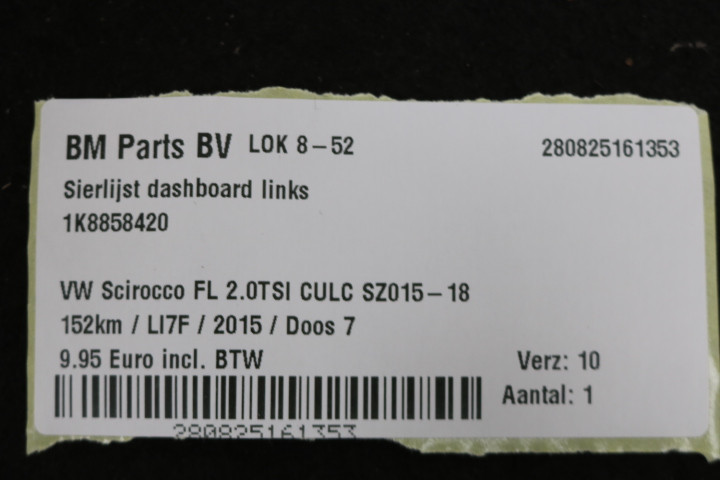 BM Parts BV LOK 8-52 280825161353
Sierlijst dashboard links
1K8858420
VW Scirocco FL 2.0TSI CULC SZ015-18
152km / LI7F / 2015 / Doos 7
9.95 Euro incl. BTW Verz: 10
Aantal: 1
280825161353